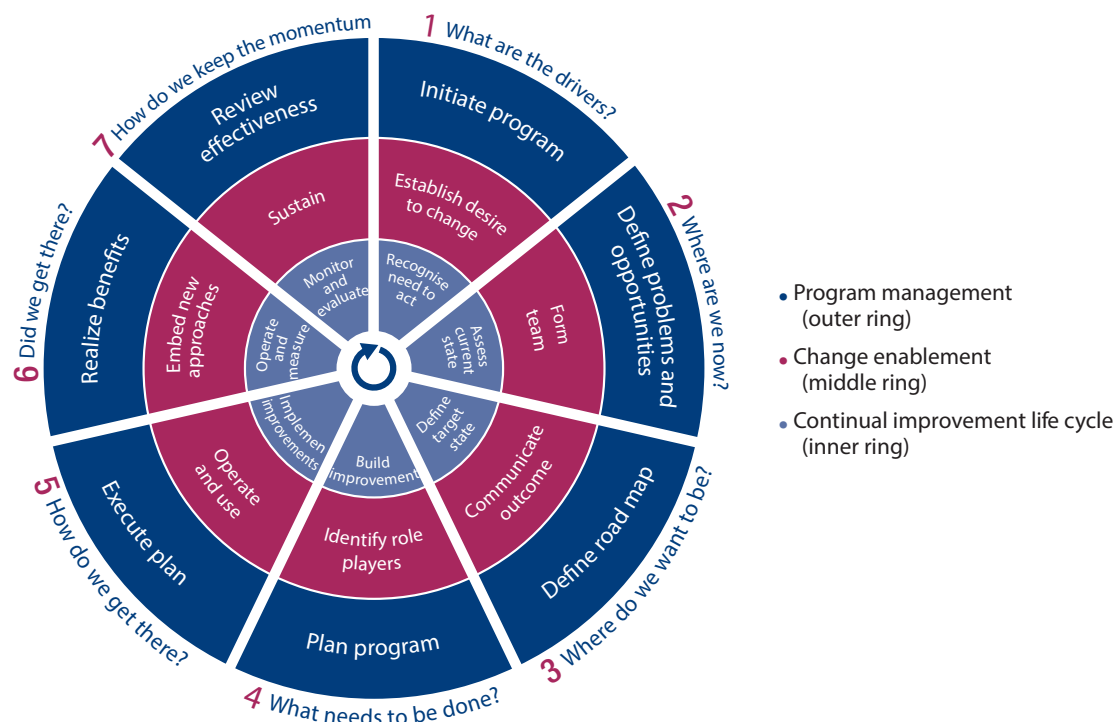 1 What are the drivers?
Initiate program
Establish desire
to change
Recognise
need to
act
2 Where are we now?
Define problems and
opportunities
Form
team
Assess
current
state
3 Where do we want to be?
Define road map
Communicate
outcome
Define
target
state
4 What needs to be done?
Plan program
Identify role
players
Build
improvement
5 How do we get there?
Execute plan
Operate
and use
Implemen
improvements
6 Did we get there?
Realize benefits
Embed new
approaches
Operate
and
measure
7 How do we keep the momentum
Review
effectiveness
Sustain
Monitor
and
evaluate
• Program management
(outer ring)
• Change enablement
(middle ring)
• Continual improvement life cycle
(inner ring)